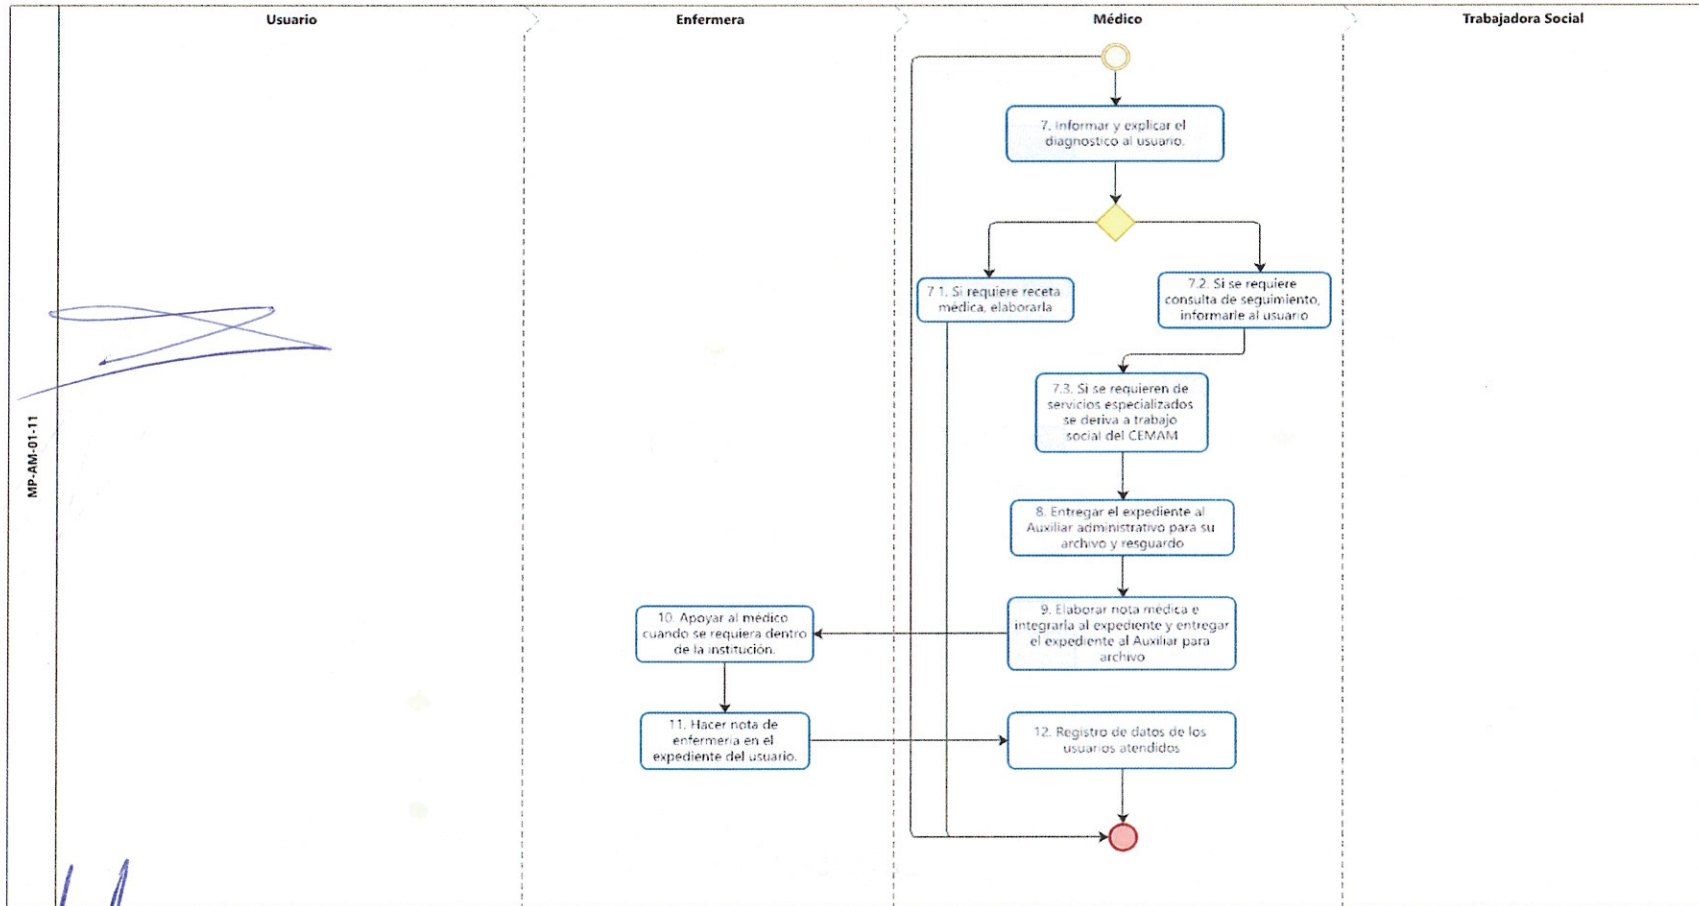 Usuario
Enfermera
Médico
Trabajadora Social
MP-AM-01-11
7. Informar y explicar el
diagnostico al usuario.
7.1. Si requiere receta
médica, elaborarla
7.2. Si se requiere
consulta de seguimiento,
informarle al usuario
7.3. Si se requieren de
servicios especializados
se deriva a trabajo
social del CEMAM
8. Entregar el expediente al
Auxiliar administrativo para su
archivo y resguardo
9. Elaborar nota médica e
integrarla al expediente y entregar
el expediente al Auxiliar para
archivo
10. Apoyar al médico
cuando se requiera dentro
de la institución.
11. Hacer nota de
enfermería en el
expediente del usuario.
12. Registro de datos de los
usuarios atendidos